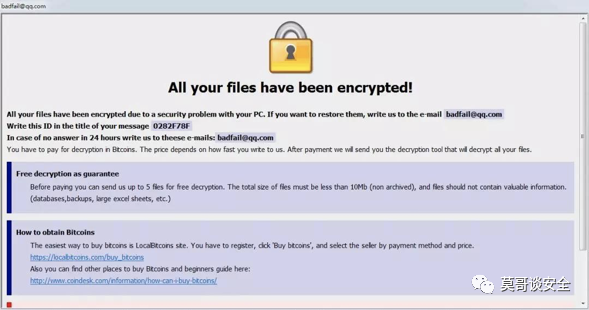 badfail@qq.com
All your files have been encrypted!
All your files have been encrypted due to a security problem with your PC. If you want to restore them, write us to the e-mail badfail@qq.com
Write this ID in the title of your message 0282F78F
In case of no answer in 24 hours write us to theese e-mails: badfail@qq.com
You have to pay for decryption in Bitcoins. The price depends on how fast you write to us. After payment we will send you the decryption tool that will decrypt all your files.
Free decryption as guarantee
Before paying you can send us up to 5 files for free decryption. The total size of files must be less than 10Mb (non archived), and files should not contain valuable information.
(databases,backups, large excel sheets, etc.)
How to obtain Bitcoins
The easiest way to buy bitcoins is LocalBitcoins site. You have to register, click 'Buy bitcoins', and select the seller by payment method and price.
https://localbitcoins.com/buy_bitcoins
Also you can find other places to buy Bitcoins and beginners guide here:
http://www.coindesk.com/information/how-can-i-buy-bitcoins/
莫哥谈安全